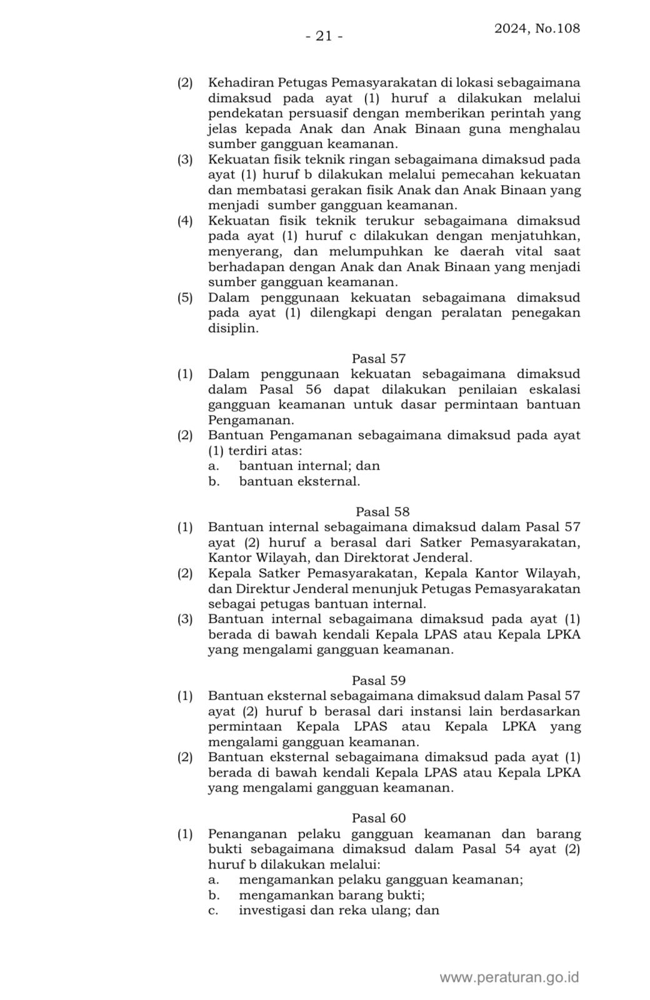 2024, No.108
- 21 -
(2) Kehadiran Petugas Pemasyarakatan di lokasi sebagaimana
dimaksud pada ayat (1) huruf a dilakukan melalui
pendekatan persuasif dengan memberikan perintah yang
jelas kepada Anak dan Anak Binaan guna menghalau
sumber gangguan keamanan.
(3) Kekuatan fisik teknik ringan sebagaimana dimaksud pada
ayat (1) huruf b dilakukan melalui pemecahan kekuatan
dan membatasi gerakan fisik Anak dan Anak Binaan yang
menjadi sumber gangguan keamanan.
(4) Kekuatan fisik teknik terukur sebagaimana dimaksud
pada ayat (1) huruf c dilakukan dengan menjatuhkan,
menyerang, dan melumpuhkan ke daerah vital saat
berhadapan dengan Anak dan Anak Binaan yang menjadi
sumber gangguan keamanan.
(5) Dalam penggunaan kekuatan sebagaimana dimaksud
pada ayat (1) dilengkapi dengan peralatan penegakan
disiplin.
Pasal 57
(1) Dalam penggunaan kekuatan sebagaimana dimaksud
dalam Pasal 56 dapat dilakukan penilaian eskalasi
gangguan keamanan untuk dasar permintaan bantuan
Pengamanan.
(2) Bantuan Pengamanan sebagaimana dimaksud pada ayat
(1) terdiri atas:
a. bantuan internal; dan
b. bantuan eksternal.
Pasal 58
(1) Bantuan internal sebagaimana dimaksud dalam Pasal 57
ayat (2) huruf a berasal dari Satker Pemasyarakatan,
Kantor Wilayah, dan Direktorat Jenderal.
(2) Kepala Satker Pemasyarakatan, Kepala Kantor Wilayah,
dan Direktur Jenderal menunjuk Petugas Pemasyarakatan
sebagai petugas bantuan internal.
(3) Bantuan internal sebagaimana dimaksud pada ayat (1)
berada di bawah kendali Kepala LPAS atau Kepala LPKA
yang mengalami gangguan keamanan.
Pasal 59
(1) Bantuan eksternal sebagaimana dimaksud dalam Pasal 57
ayat (2) huruf b berasal dari instansi lain berdasarkan
permintaan Kepala LPAS atau Kepala LPKA yang
mengalami gangguan keamanan.
(2) Bantuan eksternal sebagaimana dimaksud pada ayat (1)
berada di bawah kendali Kepala LPAS atau Kepala LPKA
yang mengalami gangguan keamanan.
Pasal 60
(1) Penanganan pelaku gangguan keamanan dan barang
bukti sebagaimana dimaksud dalam Pasal 54 ayat (2)
huruf b dilakukan melalui:
a. mengamankan pelaku gangguan keamanan;
b. mengamankan barang bukti;
c. investigasi dan reka ulang; dan
www.peraturan.go.id